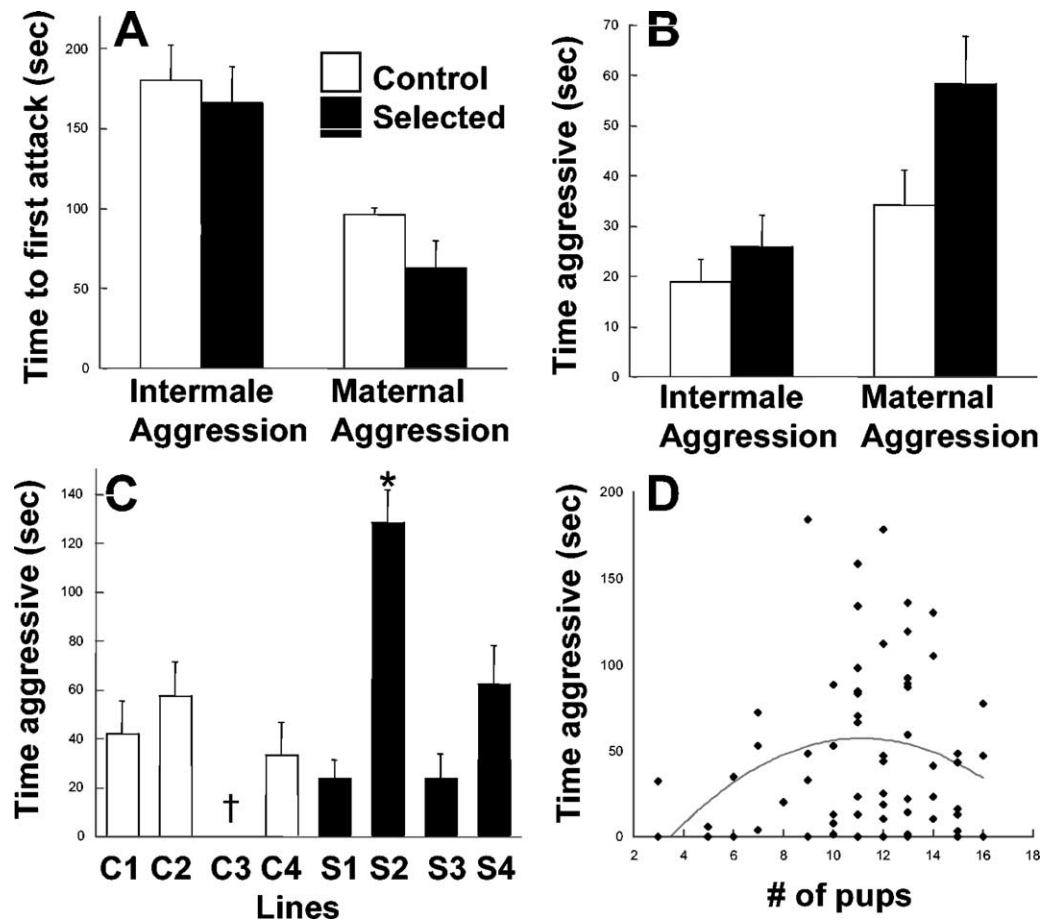 A
Time to first attack (sec)
200
150
100
50
0
Control
Selected
Intermale Aggression
Maternal Aggression
B
Time aggressive (sec)
70
60
50
40
30
20
10
0
Intermale Aggression
Maternal Aggression
C
Time aggressive (sec)
140
120
100
80
60
40
20
0
*
†
C1 C2 C3 C4 S1 S2 S3 S4
Lines
D
Time aggressive (sec)
200
150
100
50
0
2 4 6 8 10 12 14 16 18
# of pups